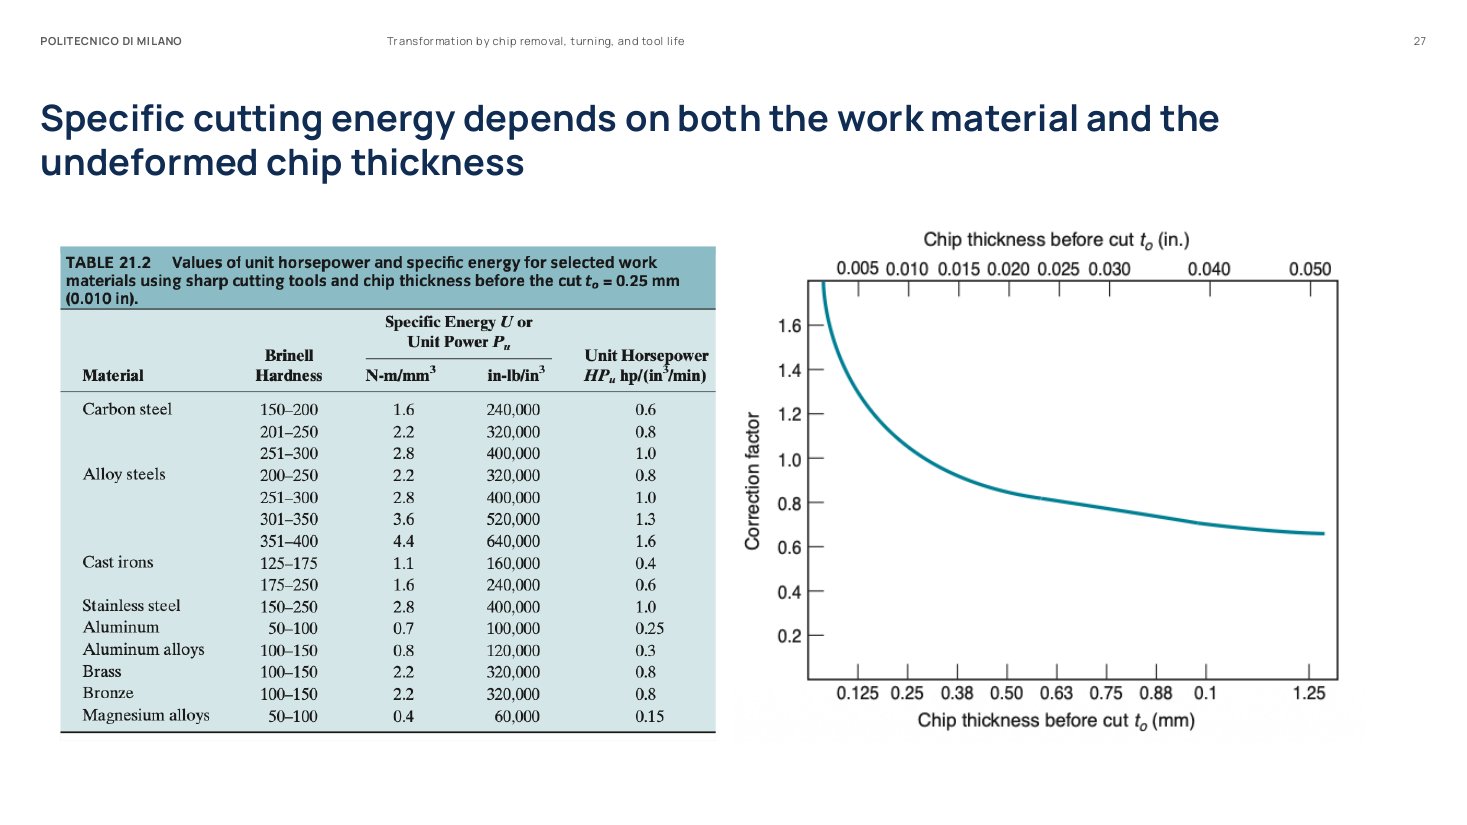 POLITECNICO DI MILANO
Transformation by chip removal, turning, and tool life
27
Specific cutting energy depends on both the work material and the
undeformed chip thickness
TABLE 21.2 Values of unit horsepower and specific energy for selected work
materials using sharp cutting tools and chip thickness before the cut to = 0.25 mm
(0.010 in).
Specific Energy U or
Unit Power Pu
Brinell Unit Horsepower
Material Hardness N-m/mm3 in-lb/in3 HPu hp/(in3/min)
Carbon steel 150–200 1.6 240,000 0.6
201–250 2.2 320,000 0.8
251–300 2.8 400,000 1.0
Alloy steels 200–250 2.2 320,000 0.8
251–300 2.8 400,000 1.0
301–350 3.6 520,000 1.3
351–400 4.4 640,000 1.6
Cast irons 125–175 1.1 160,000 0.4
175–250 1.6 240,000 0.6
Stainless steel 150–250 2.8 400,000 1.0
Aluminum 50–100 0.7 100,000 0.25
Aluminum alloys 100–150 0.8 120,000 0.3
Brass 100–150 2.2 320,000 0.8
Bronze 100–150 2.2 320,000 0.8
Magnesium alloys 50–100 0.4 60,000 0.15
Chip thickness before cut to (in.)
0.005 0.010 0.015 0.020 0.025 0.030 0.040 0.050
Correction factor
1.6
1.4
1.2
1.0
0.8
0.6
0.4
0.2
0.125 0.25 0.38 0.50 0.63 0.75 0.88 0.1 1.25
Chip thickness before cut to (mm)